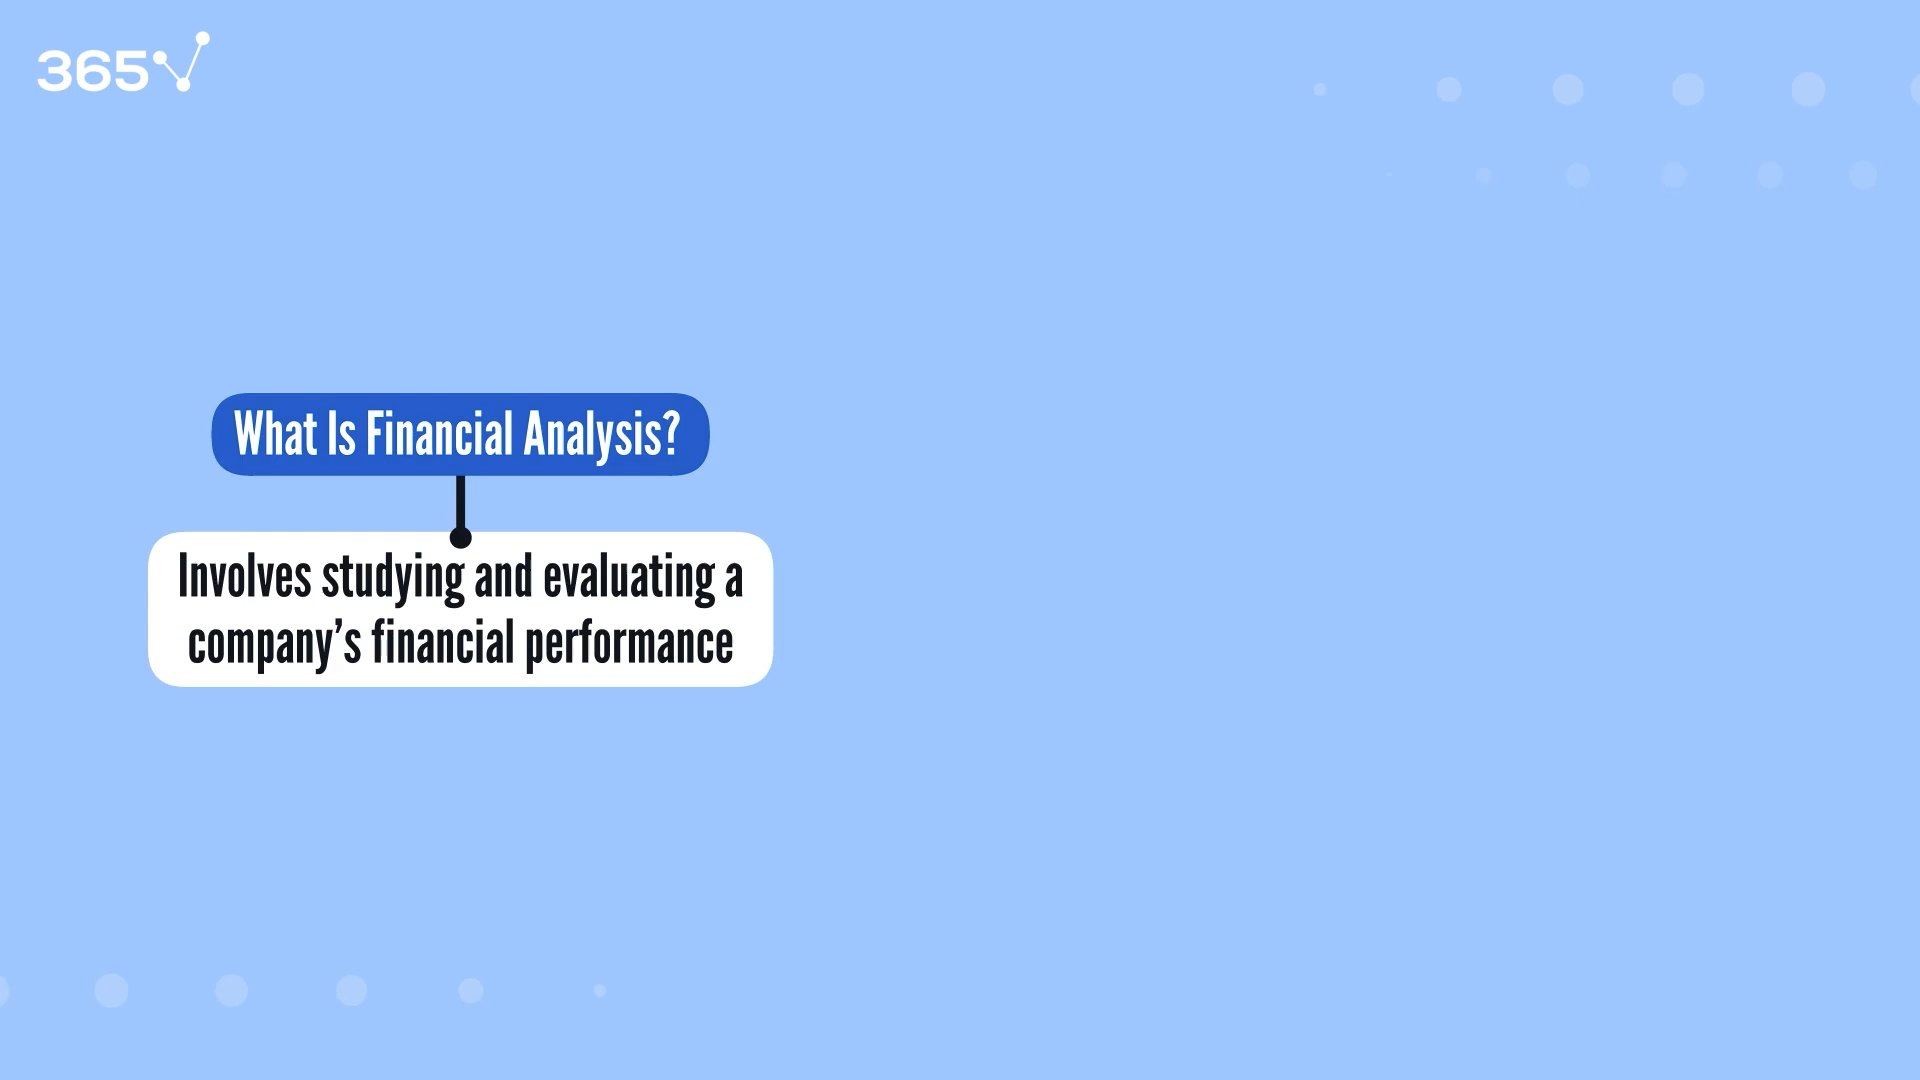 365
What Is Financial Analysis?
Involves studying and evaluating a
company’s financial performance